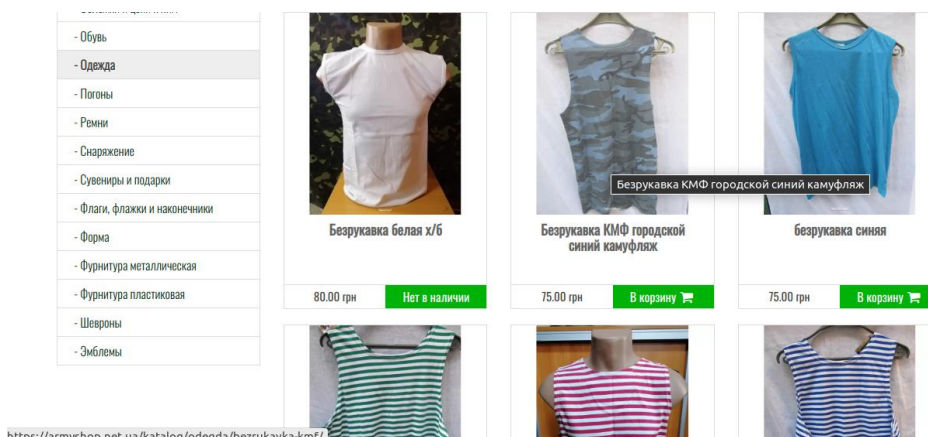 - Обувь
- Одежда
- Погоны
- Ремни
- Снаряжение
- Сувениры и подарки
- Флаги, флажки и наконечники
- Форма
- Фурнитура металлическая
- Фурнитура пластиковая
- Шевроны
- Эмблемы
Безрукавка белая х/б
80.00 грн
Нет в наличии
Безрукавка КМФ городской синий камуфляж
Безрукавка КМФ городской
синий камуфляж
75.00 грн
В корзину
безрукавка синяя
75.00 грн
В корзину
https://armyshop.net.ua/katalog/odegda/bezrukavka-kmf/